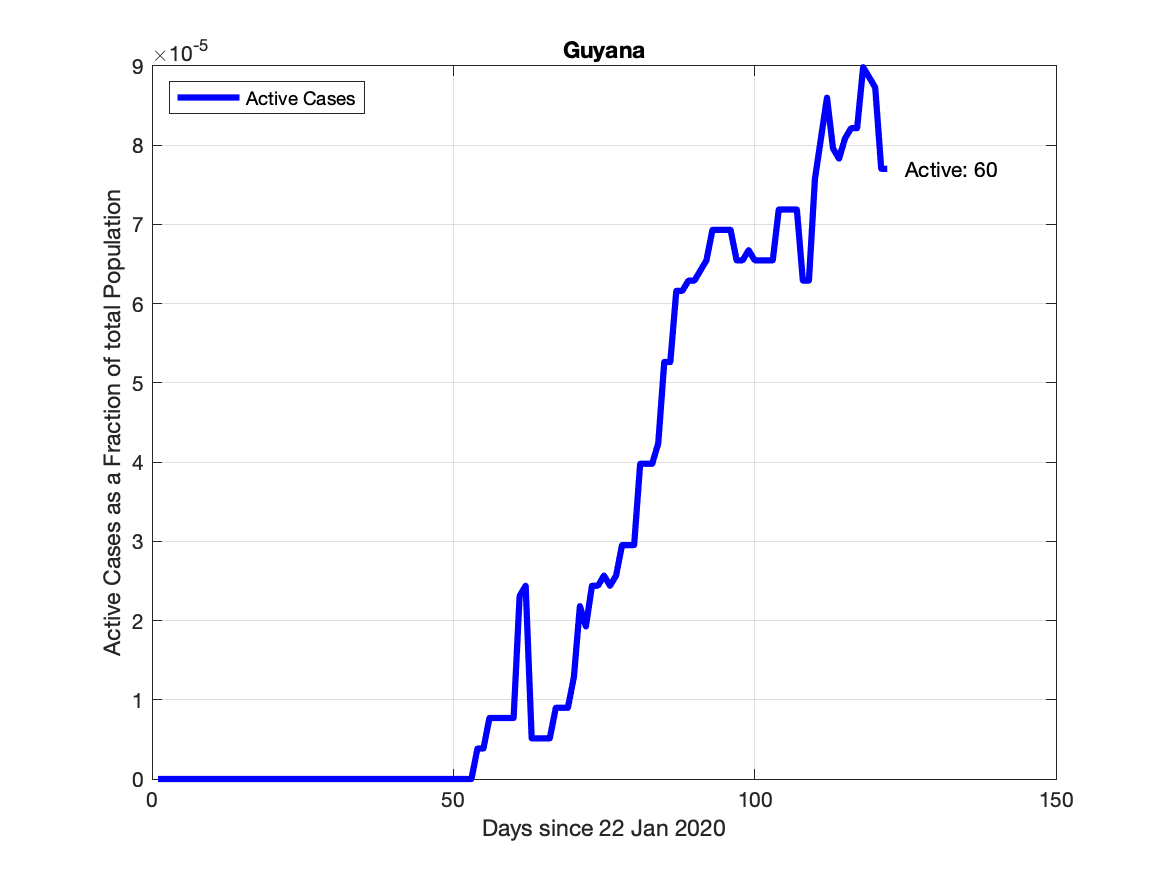 Guyana
×10-5
Active Cases
9
8
7
6
5
4
3
2
1
0
Active Cases as a Fraction of total Population
Active: 60
0 50 100 150
Days since 22 Jan 2020